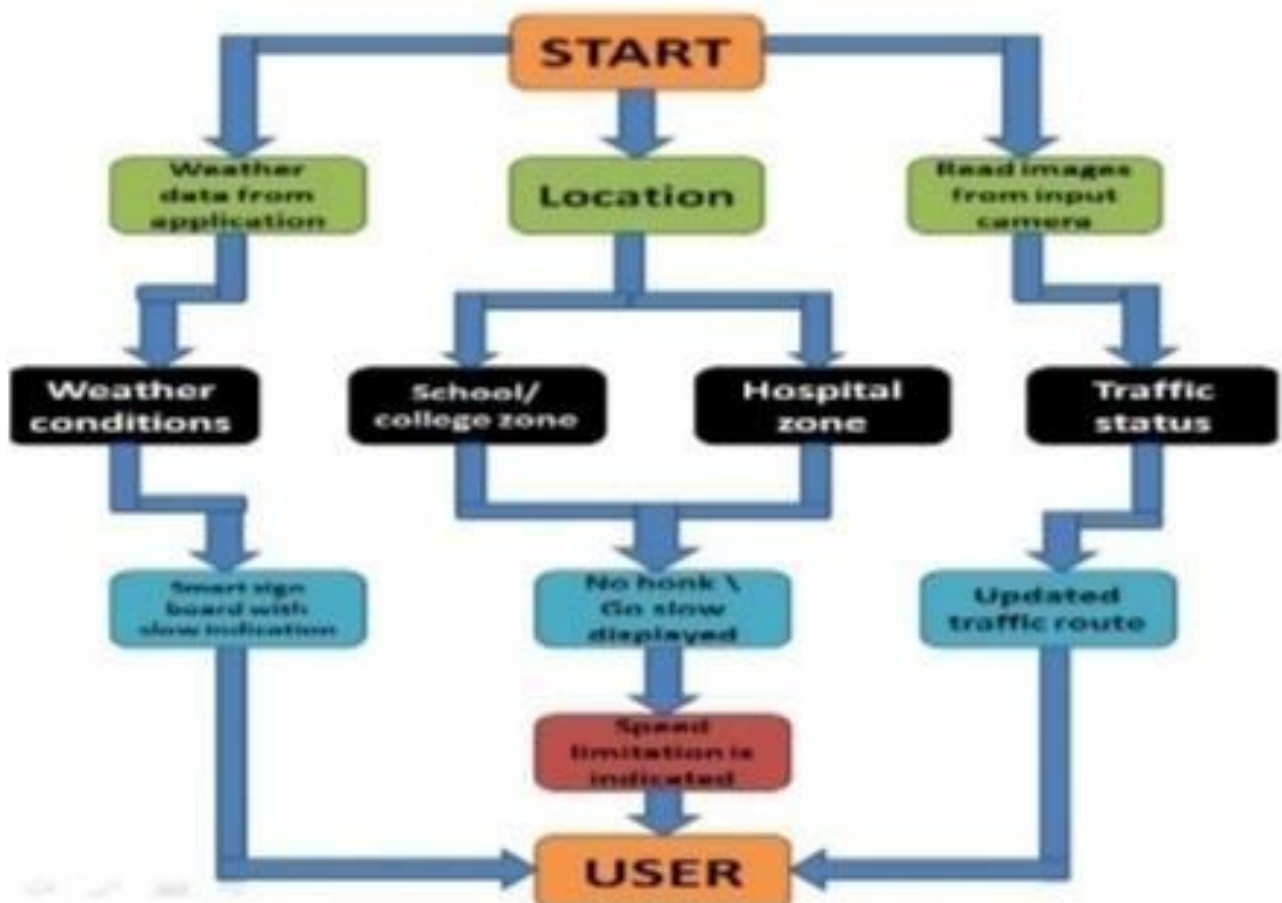 START
Weather
data from
application
Location
Read images
from input
camera
Weather
conditions
School/
college zone
Hospital
zone
Traffic
status
Smart sign
board with
slow indication
No honk \
Go slow
displayed
Updated
traffic route
Speed
limitation is
indicated
USER